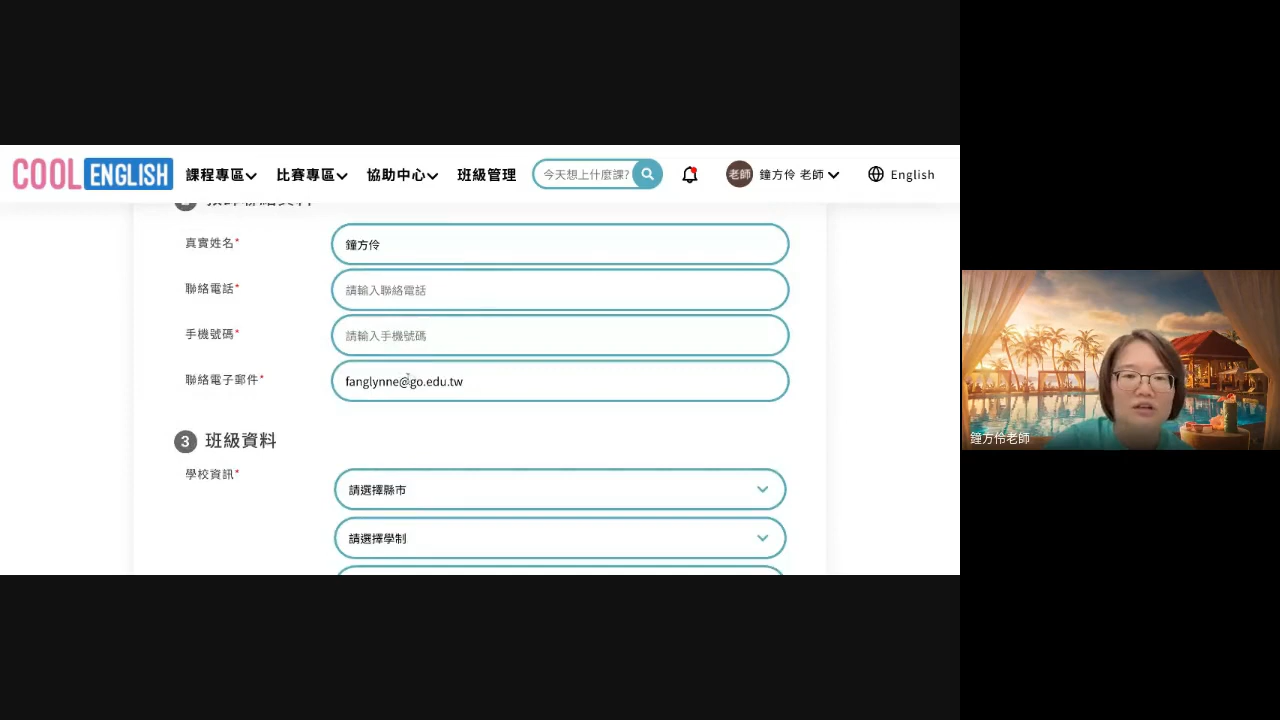 COOL ENGLISH 課程專區 比賽專區 協助中心 班級管理 今天想上什麼課? 老師 鐘方伶 老師 English
真實姓名* 鐘方伶
聯絡電話* 請輸入聯絡電話
手機號碼* 請輸入手機號碼
聯絡電子郵件* fanglynne@go.edu.tw
3 班級資料
學校資訊*
請選擇縣市
請選擇學制
鐘方伶老師